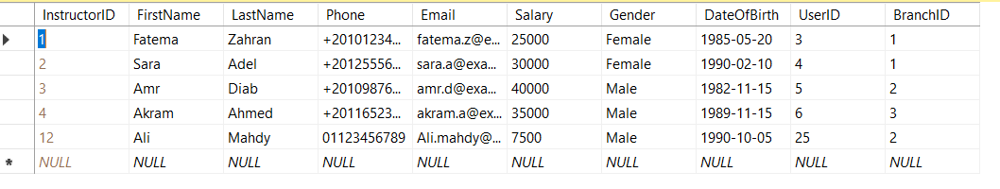 InstructorID FirstName LastName Phone Email Salary Gender DateOfBirth UserID BranchID
1 Fatema Zahran +20101234... fatema.z@e... 25000 Female 1985-05-20 3 1
2 Sara Adel +20125556... sara.a@exa... 30000 Female 1990-02-10 4 1
3 Amr Diab +20109876... amr.d@exa... 40000 Male 1982-11-15 5 2
4 Akram Ahmed +20116523... akram.a@ex... 35000 Male 1989-11-15 6 3
12 Ali Mahdy 01123456789 Ali.mahdy@... 7500 Male 1990-10-05 25 2
* NULL NULL NULL NULL NULL NULL NULL NULL NULL NULL